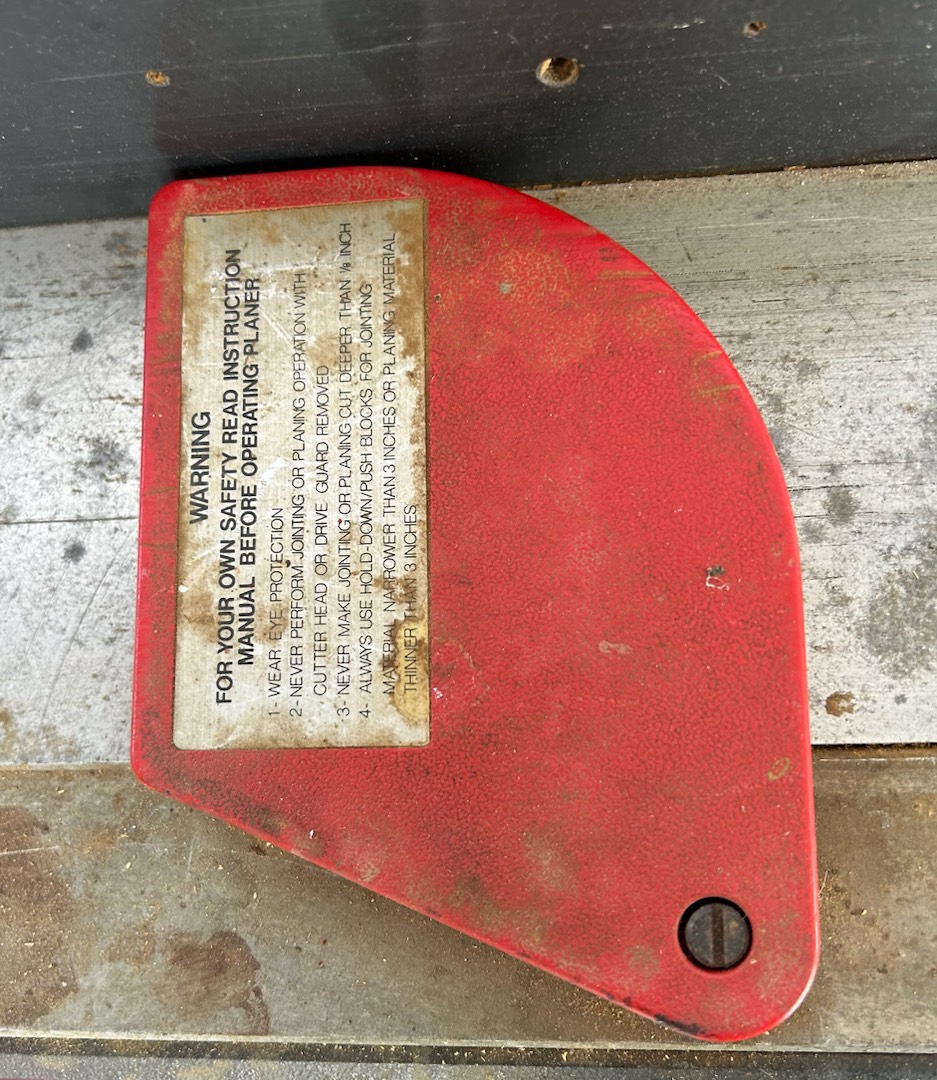 WARNING
FOR YOUR OWN SAFETY READ INSTRUCTION
MANUAL BEFORE OPERATING PLANER
1- WEAR EYE PROTECTION
2- NEVER PERFORM JOINTING OR PLANING OPERATION WITH
CUTTER HEAD OR DRIVE GUARD REMOVED
3- NEVER MAKE JOINTING OR PLANING CUT DEEPER THAN ⅛ INCH
4- ALWAYS USE HOLD-DOWN/PUSH BLOCKS FOR JOINTING
MATERIAL NARROWER THAN 3 INCHES OR PLANING MATERIAL
THINNER THAN 3 INCHES